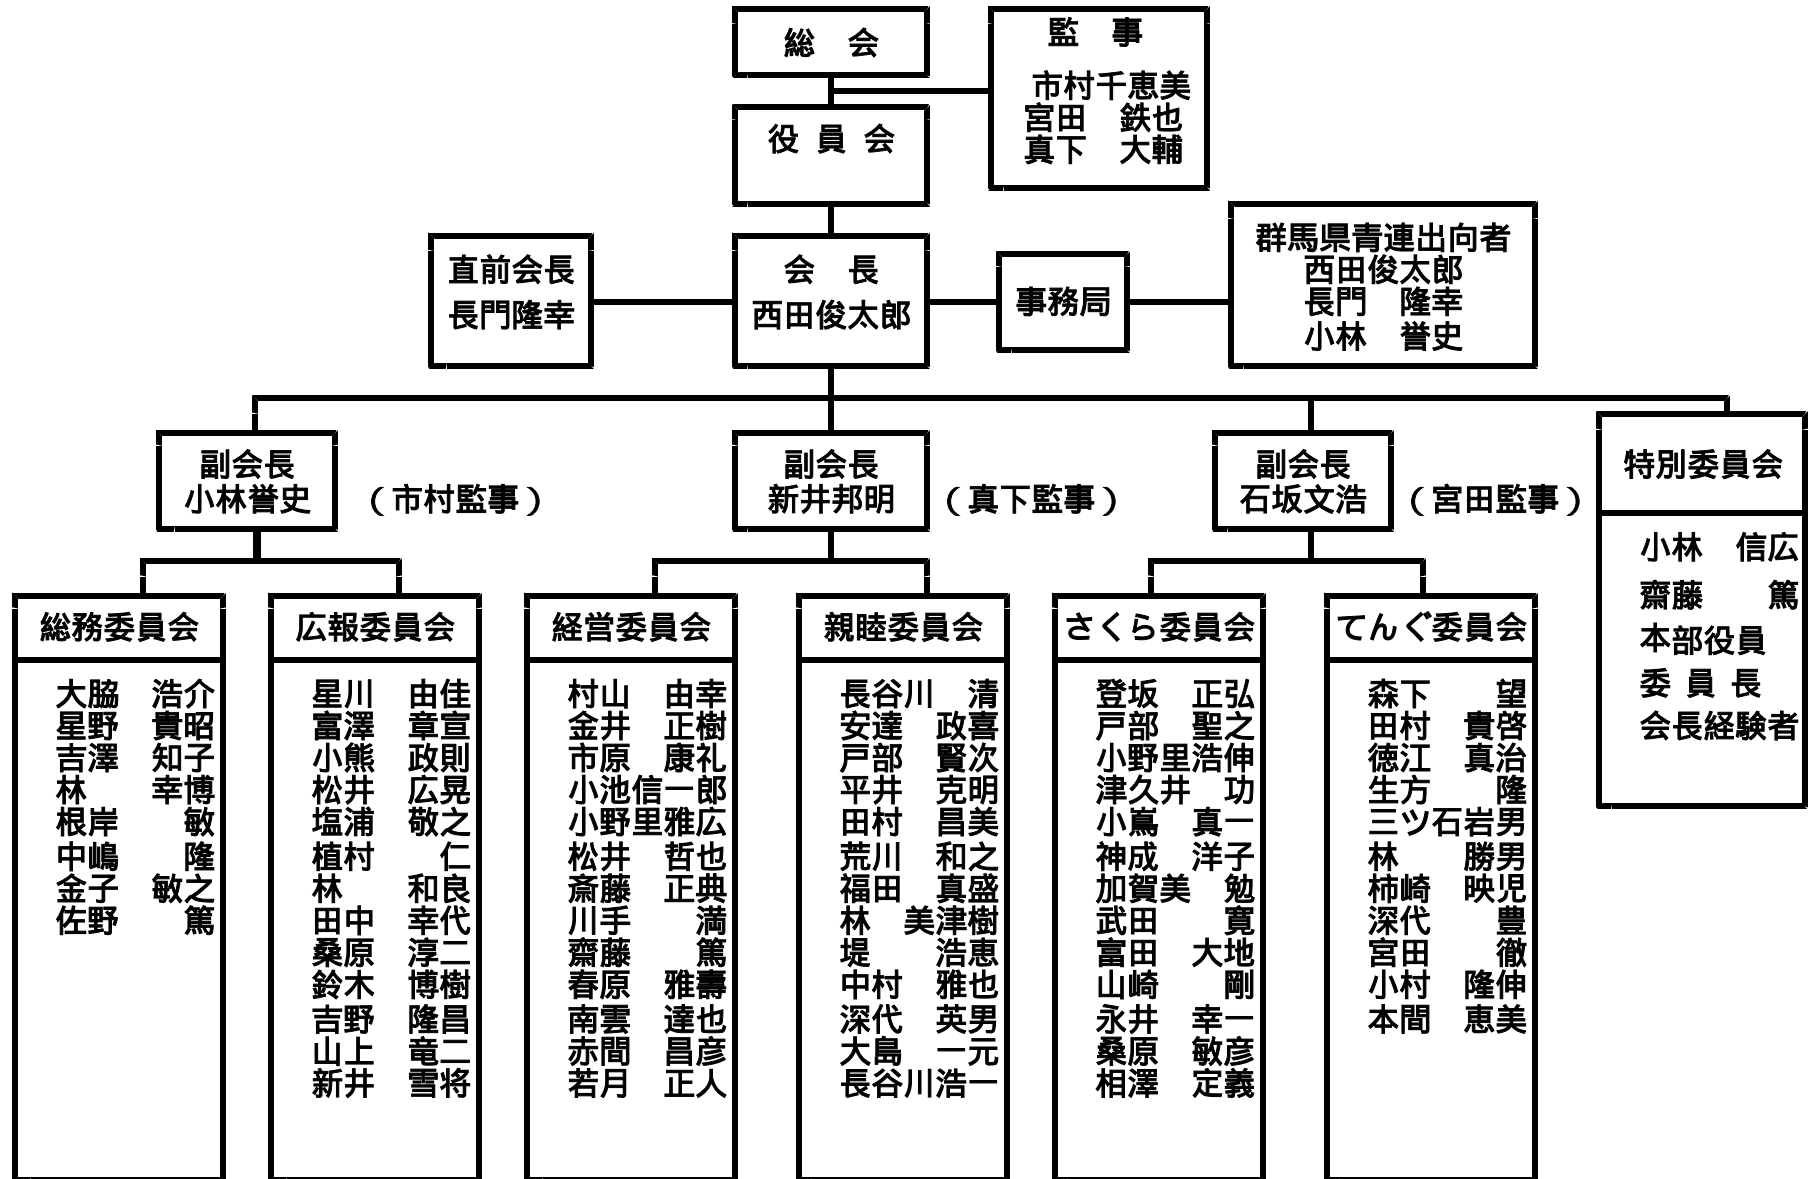 総　会
監　事
市村千恵美
宮田　鉄也
真下　大輔
役 員 会
直前会長
長門隆幸
会　長
西田俊太郎
事務局
群馬県青連出向者
西田俊太郎
長門　隆幸
小林　誉史
副会長
小林誉史
（市村監事）
副会長
新井邦明
（真下監事）
副会長
石坂文浩
（宮田監事）
特別委員会
小林　信広
齋藤　　篤
本部役員
委 員 長
会長経験者
総務委員会
大脇　浩介
星野　貴昭
吉澤　知子
林　　幸博
根岸　　敏
中嶋　　隆
金子　敏之
佐野　　篤
広報委員会
星川　由佳
富澤　章宣
小熊　政則
松井　広晃
塩浦　敬之
植村　　仁
林　　和良
田中　幸代
桑原　淳二
鈴木　博樹
吉野　隆昌
山上　竜二
新井　雪将
経営委員会
村山　由幸
金井　正樹
市原　康礼
小池信一郎
小野里雅広
松井　哲也
斎藤　正典
川手　　満
齋藤　　篤
春原　雅壽
南雲　達也
赤間　昌彦
若月　正人
親睦委員会
長谷川　清
安達　政喜
戸部　賢次
平井　克明
田村　昌美
荒川　和之
福田　真盛
林　美津樹
堤　　浩恵
中村　雅也
深代　英男
大島　一元
長谷川浩一
さくら委員会
登坂　正弘
戸部　聖之
小野里浩伸
津久井　功
小嶌　真一
神成　洋子
加賀美　勉
武田　　寛
富田　大地
山崎　　剛
永井　幸一
桑原　敏彦
相澤　定義
てんぐ委員会
森下　　望
田村　貴啓
徳江　真治
生方　　隆
三ツ石岩男
林　　勝男
柿崎　映児
深代　　豊
宮田　　徹
小村　隆伸
本間　恵美